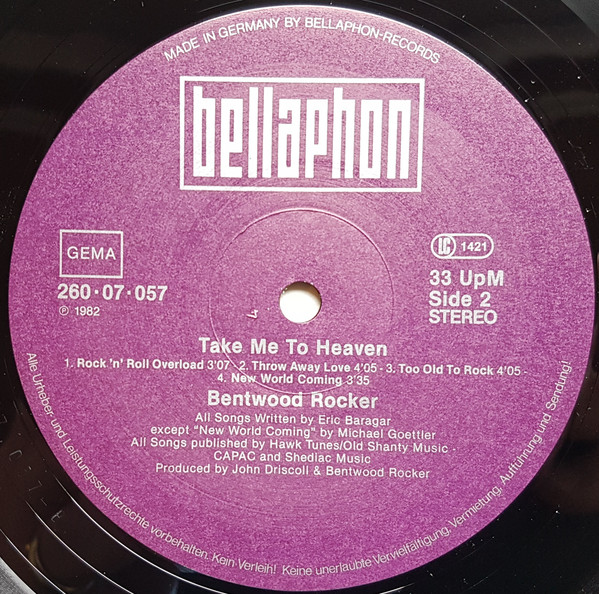 MADE IN GERMANY BY BELLAPHON-RECORDS
bellaphon
GEMA
260·07·057
℗ 1982
LC 1421
33 UpM
Side 2
STEREO
Take Me To Heaven
1. Rock 'n' Roll Overload 3'07 · 2. Throw Away Love 4'05 · 3. Too Old To Rock 4'05 ·
4. New World Coming 3'35
Bentwood Rocker
All Songs Written by Eric Baragar
except "New World Coming" by Michael Goettler
All Songs published by Hawk Tunes/Old Shanty Music -
CAPAC and Shediac Music
Produced by John Driscoll & Bentwood Rocker
Alle Urheber- und Leistungsschutzrechte vorbehalten. Kein Verleih! Keine unerlaubte Vervielfältigung, Vermietung, Aufführung und Sendung!